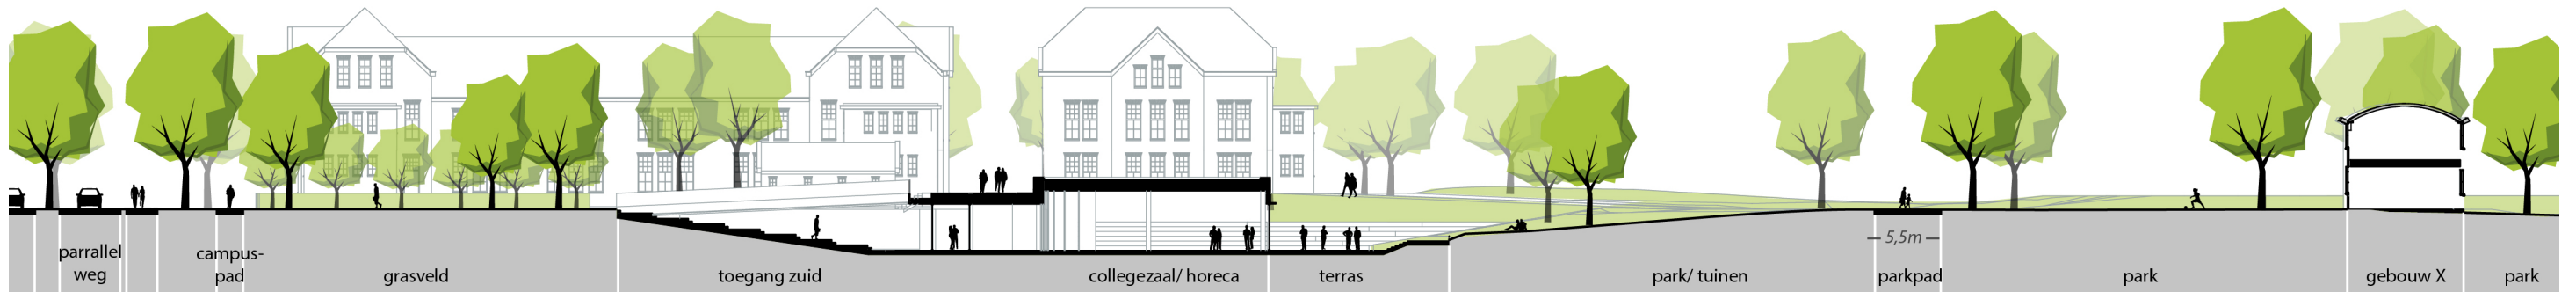 parrallel
weg
campus-
pad
grasveld
toegang zuid
collegezaal/ horeca
terras
park/ tuinen
5,5m
parkpad
park
gebouw X
park